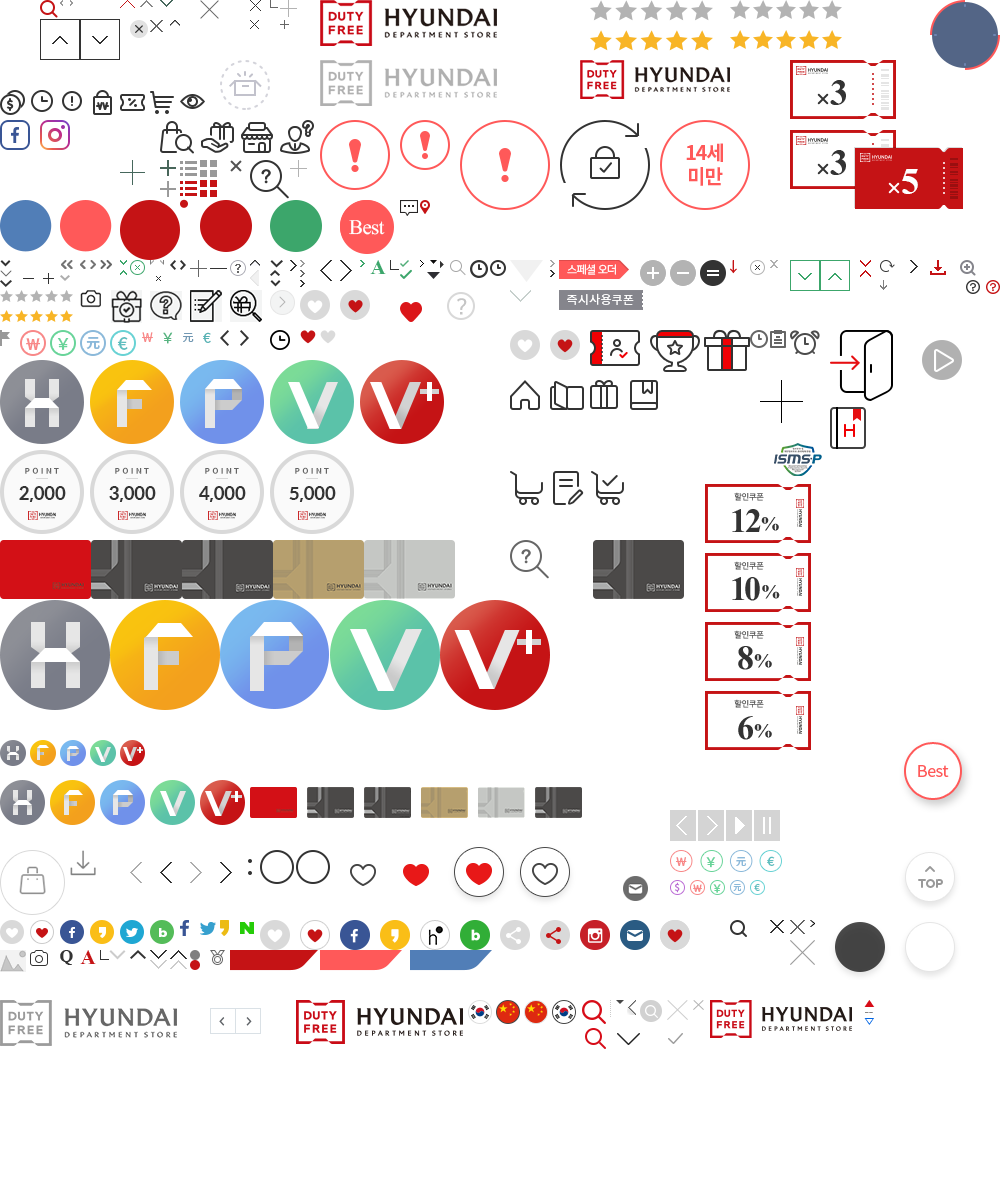 DUTY FREE HYUNDAI
DEPARTMENT STORE
DUTY FREE HYUNDAI
DEPARTMENT STORE
DUTY FREE HYUNDAI
DEPARTMENT STORE
HYUNDAI
×3
HYUNDAI
×3
HYUNDAI
×5
14세
미만
Best
스페셜 오더
즉시사용쿠폰
A
₩ ¥ 元 €
₩ ¥ 元 €
H F P V V+
H
ISMS-P
POINT
2,000
POINT
3,000
POINT
4,000
POINT
5,000
HYUNDAI
HYUNDAI
HYUNDAI
HYUNDAI
HYUNDAI
할인쿠폰
12%
할인쿠폰
10%
할인쿠폰
8%
할인쿠폰
6%
H F P V V+
H F P V V+
H F P V V+
Best
₩ ¥ 元 €
$ ₩ ¥ 元 €
TOP
Q A
DUTY FREE HYUNDAI
DEPARTMENT STORE
DUTY FREE HYUNDAI
DEPARTMENT STORE
DUTY FREE HYUNDAI
DEPARTMENT STORE